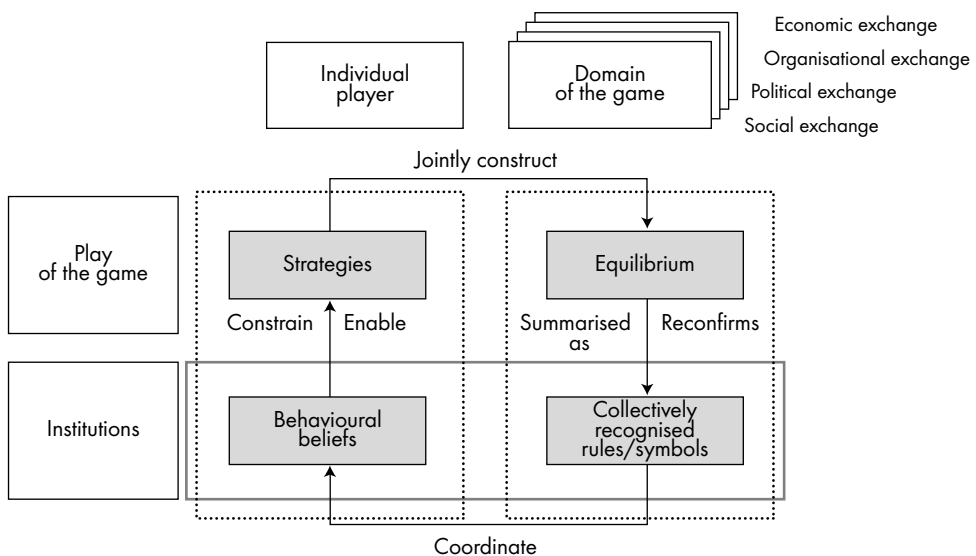 Economic exchange
Organisational exchange
Political exchange
Social exchange
Individual
player
Domain
of the game
Jointly construct
Play
of the game
Strategies
Equilibrium
Constrain
Enable
Summarised
as
Reconfirms
Institutions
Behavioural
beliefs
Collectively
recognised
rules/symbols
Coordinate